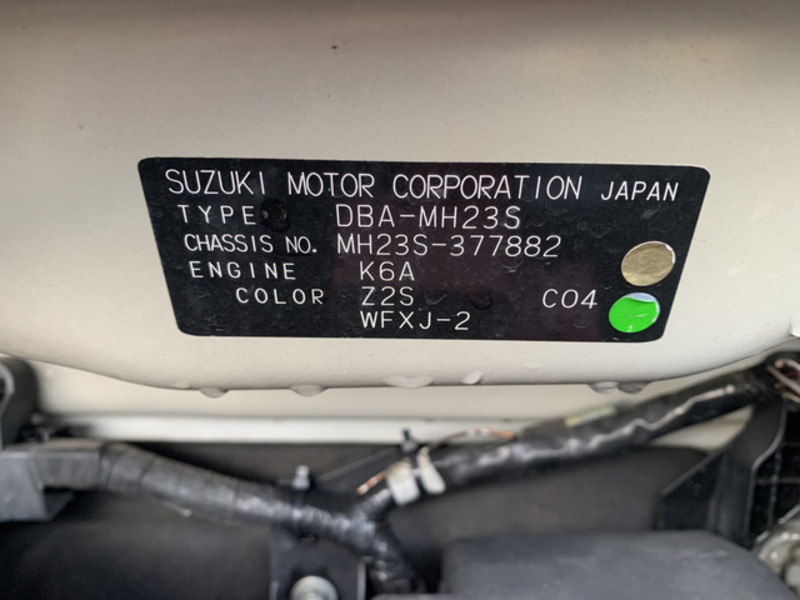 SUZUKI MOTOR CORPORATION JAPAN
TYPE DBA-MH23S
CHASSIS NO. MH23S-377882
ENGINE K6A
COLOR Z2S C04
WFXJ-2